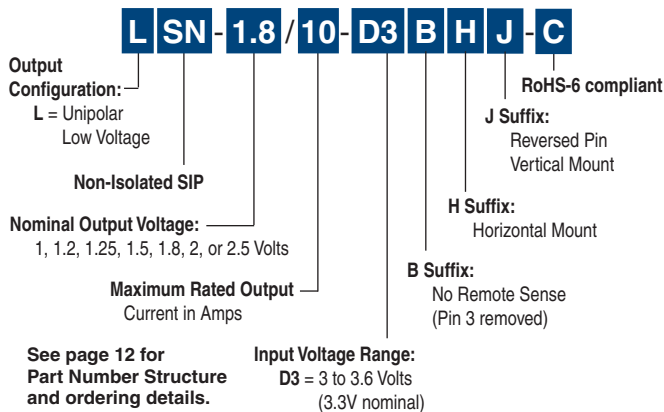 L SN - 1.8 / 10 - D3 B H J - C
Output
Configuration:
L = Unipolar
Low Voltage
RoHS-6 compliant
J Suffix:
Reversed Pin
Vertical Mount
Non-Isolated SIP
H Suffix:
Horizontal Mount
Nominal Output Voltage:
1, 1.2, 1.25, 1.5, 1.8, 2, or 2.5 Volts
B Suffix:
No Remote Sense
(Pin 3 removed)
Maximum Rated Output
Current in Amps
Input Voltage Range:
D3 = 3 to 3.6 Volts
(3.3V nominal)
See page 12 for
Part Number Structure
and ordering details.